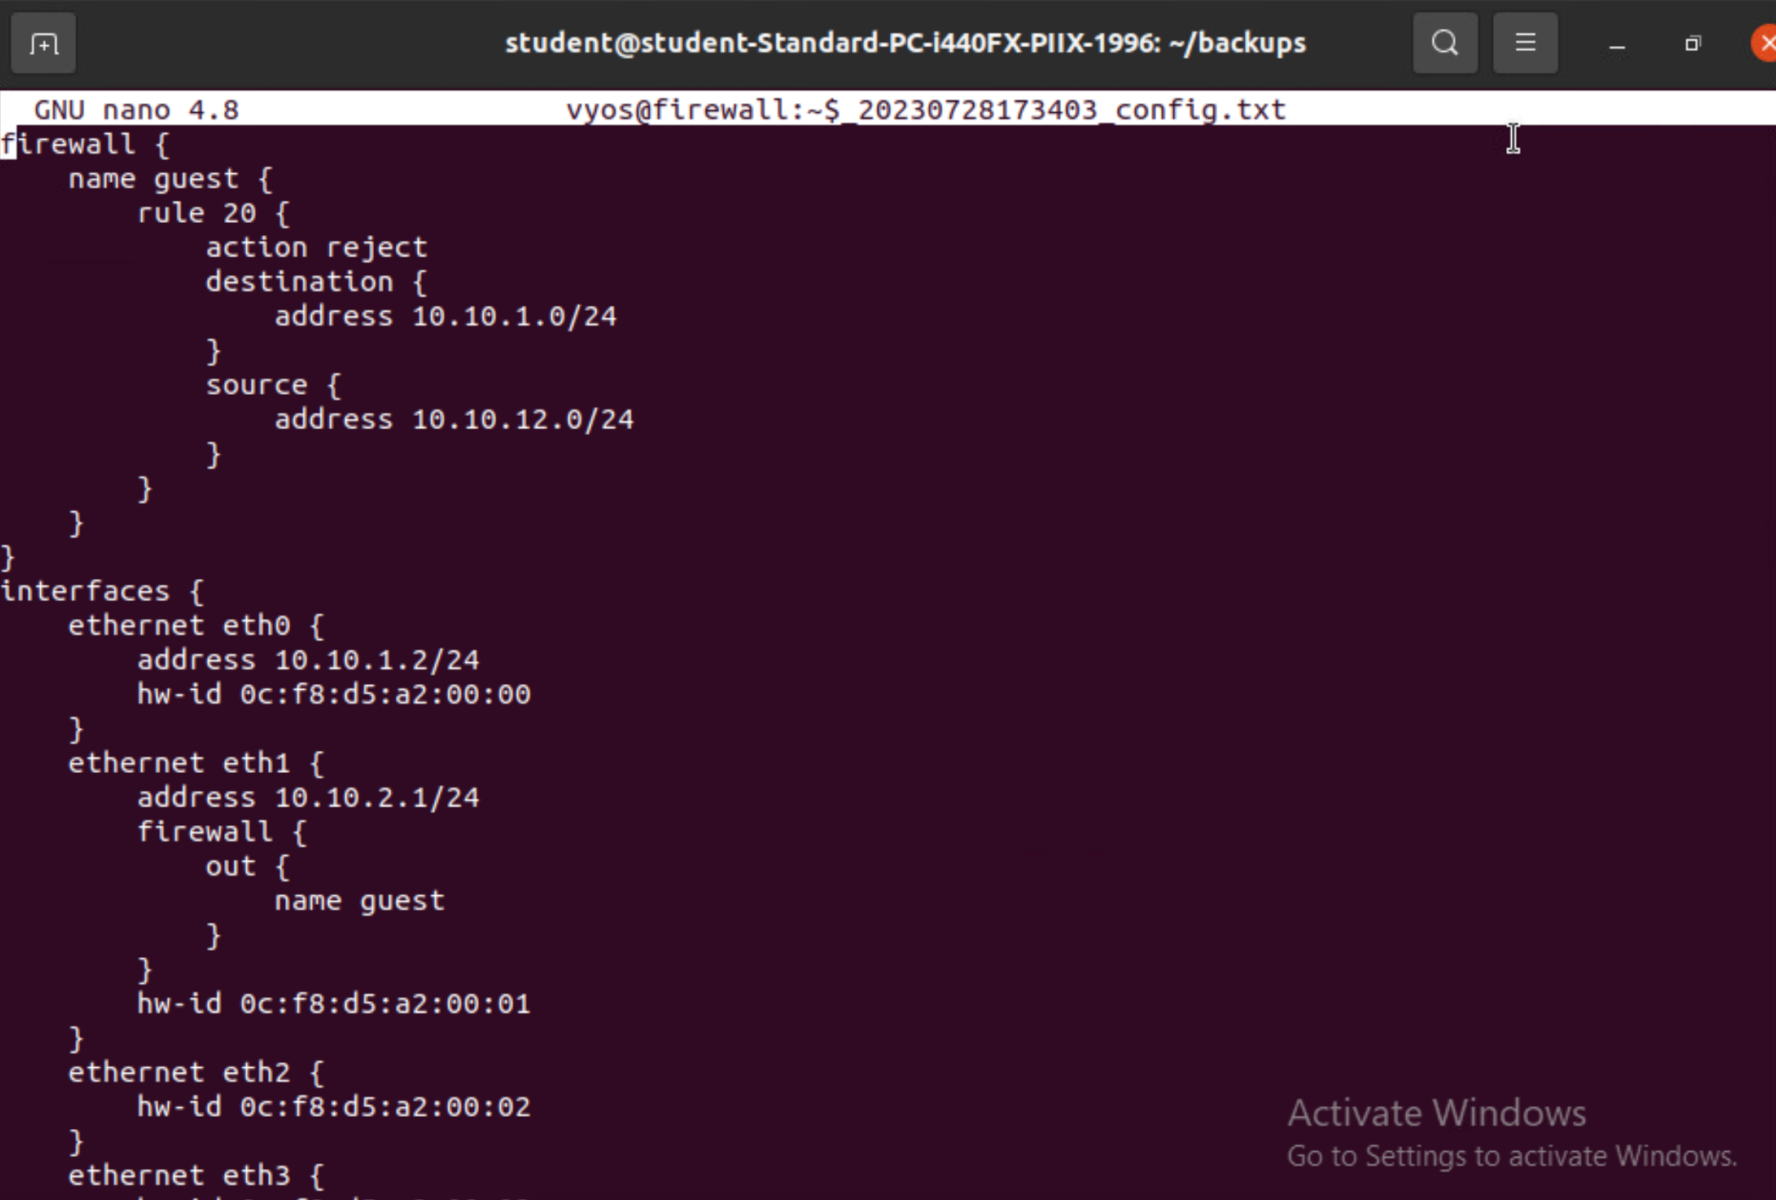 student@student-Standard-PC-i440FX-PIIX-1996: ~/backups
GNU nano 4.8 vyos@firewall:~$_20230728173403_config.txt
firewall {
    name guest {
        rule 20 {
            action reject
            destination {
                address 10.10.1.0/24
            }
            source {
                address 10.10.12.0/24
            }
        }
    }
}
interfaces {
    ethernet eth0 {
        address 10.10.1.2/24
        hw-id 0c:f8:d5:a2:00:00
    }
    ethernet eth1 {
        address 10.10.2.1/24
        firewall {
            out {
                name guest
            }
        }
        hw-id 0c:f8:d5:a2:00:01
    }
    ethernet eth2 {
        hw-id 0c:f8:d5:a2:00:02
    }
    ethernet eth3 {
Activate Windows
Go to Settings to activate Windows.